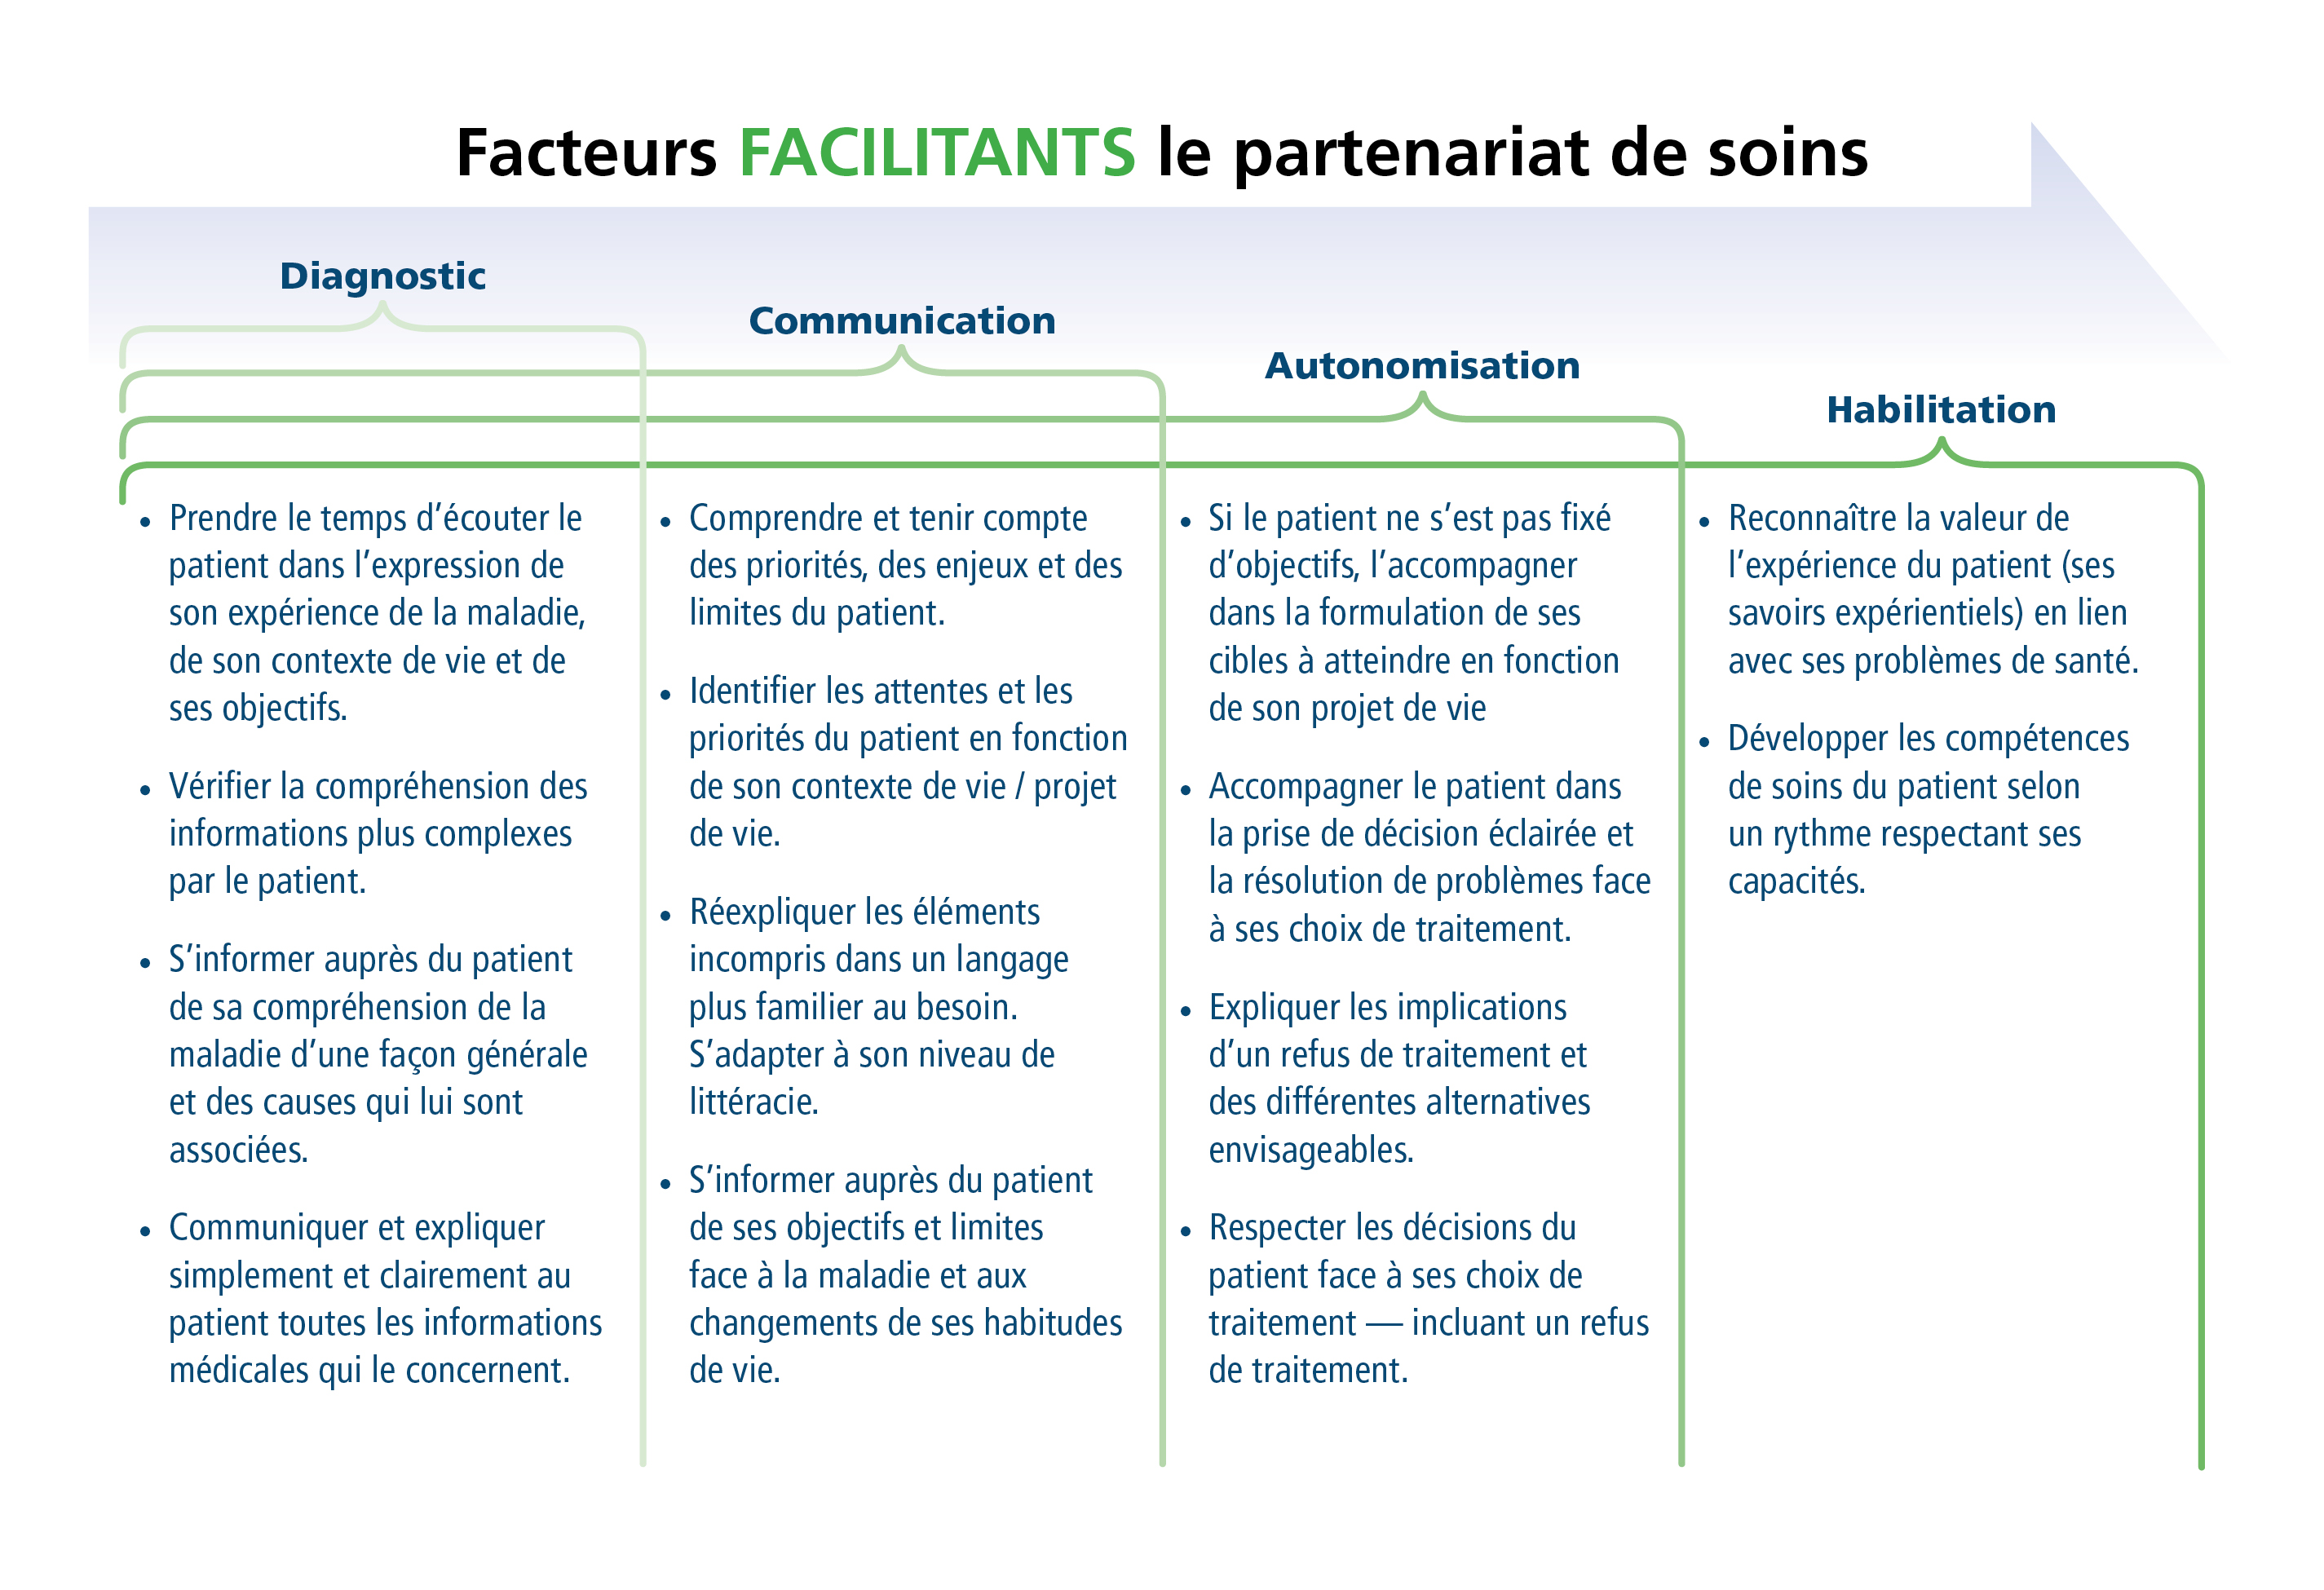 Facteurs FACILITANTS le partenariat de soins
Diagnostic
Communication
Autonomisation
Habilitation
• Prendre le temps d’écouter le
patient dans l’expression de
son expérience de la maladie,
de son contexte de vie et de
ses objectifs.
• Vérifier la compréhension des
informations plus complexes
par le patient.
• S’informer auprès du patient
de sa compréhension de la
maladie d’une façon générale
et des causes qui lui sont
associées.
• Communiquer et expliquer
simplement et clairement au
patient toutes les informations
médicales qui le concernent.
• Comprendre et tenir compte
des priorités, des enjeux et des
limites du patient.
• Identifier les attentes et les
priorités du patient en fonction
de son contexte de vie / projet
de vie.
• Réexpliquer les éléments
incompris dans un langage
plus familier au besoin.
S’adapter à son niveau de
littéracie.
• S’informer auprès du patient
de ses objectifs et limites
face à la maladie et aux
changements de ses habitudes
de vie.
• Si le patient ne s’est pas fixé
d’objectifs, l’accompagner
dans la formulation de ses
cibles à atteindre en fonction
de son projet de vie
• Accompagner le patient dans
la prise de décision éclairée et
la résolution de problèmes face
à ses choix de traitement.
• Expliquer les implications
d’un refus de traitement et
des différentes alternatives
envisageables.
• Respecter les décisions du
patient face à ses choix de
traitement — incluant un refus
de traitement.
• Reconnaître la valeur de
l’expérience du patient (ses
savoirs expérientiels) en lien
avec ses problèmes de santé.
• Développer les compétences
de soins du patient selon
un rythme respectant ses
capacités.